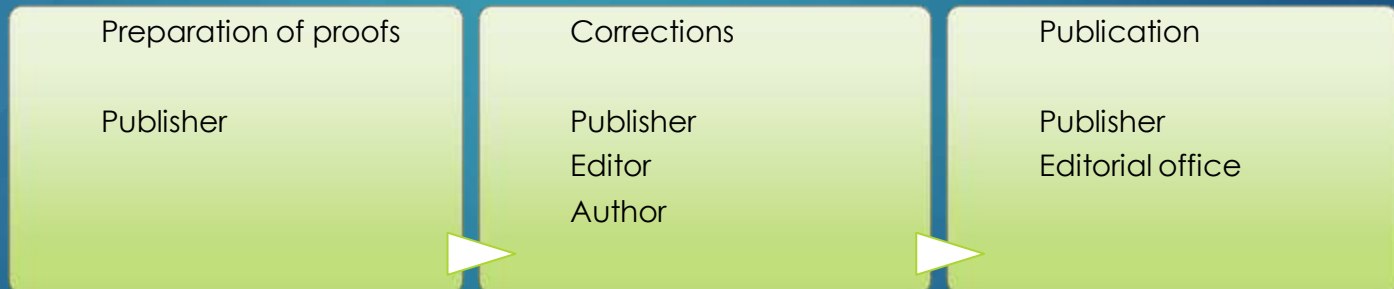 Preparation of proofs
Publisher
Corrections
Publisher
Editor
Author
Publication
Publisher
Editorial office